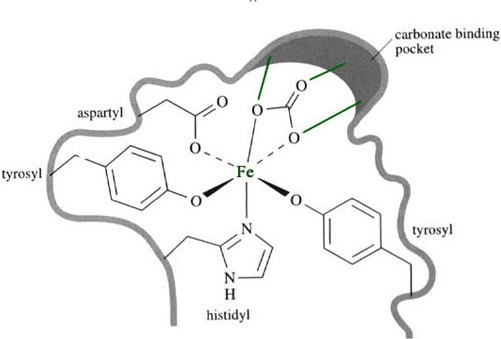 carbonate binding
pocket
aspartyl
O
O
O
O
O
tyrosyl
Fe
O
O
N
tyrosyl
N
H
histidyl